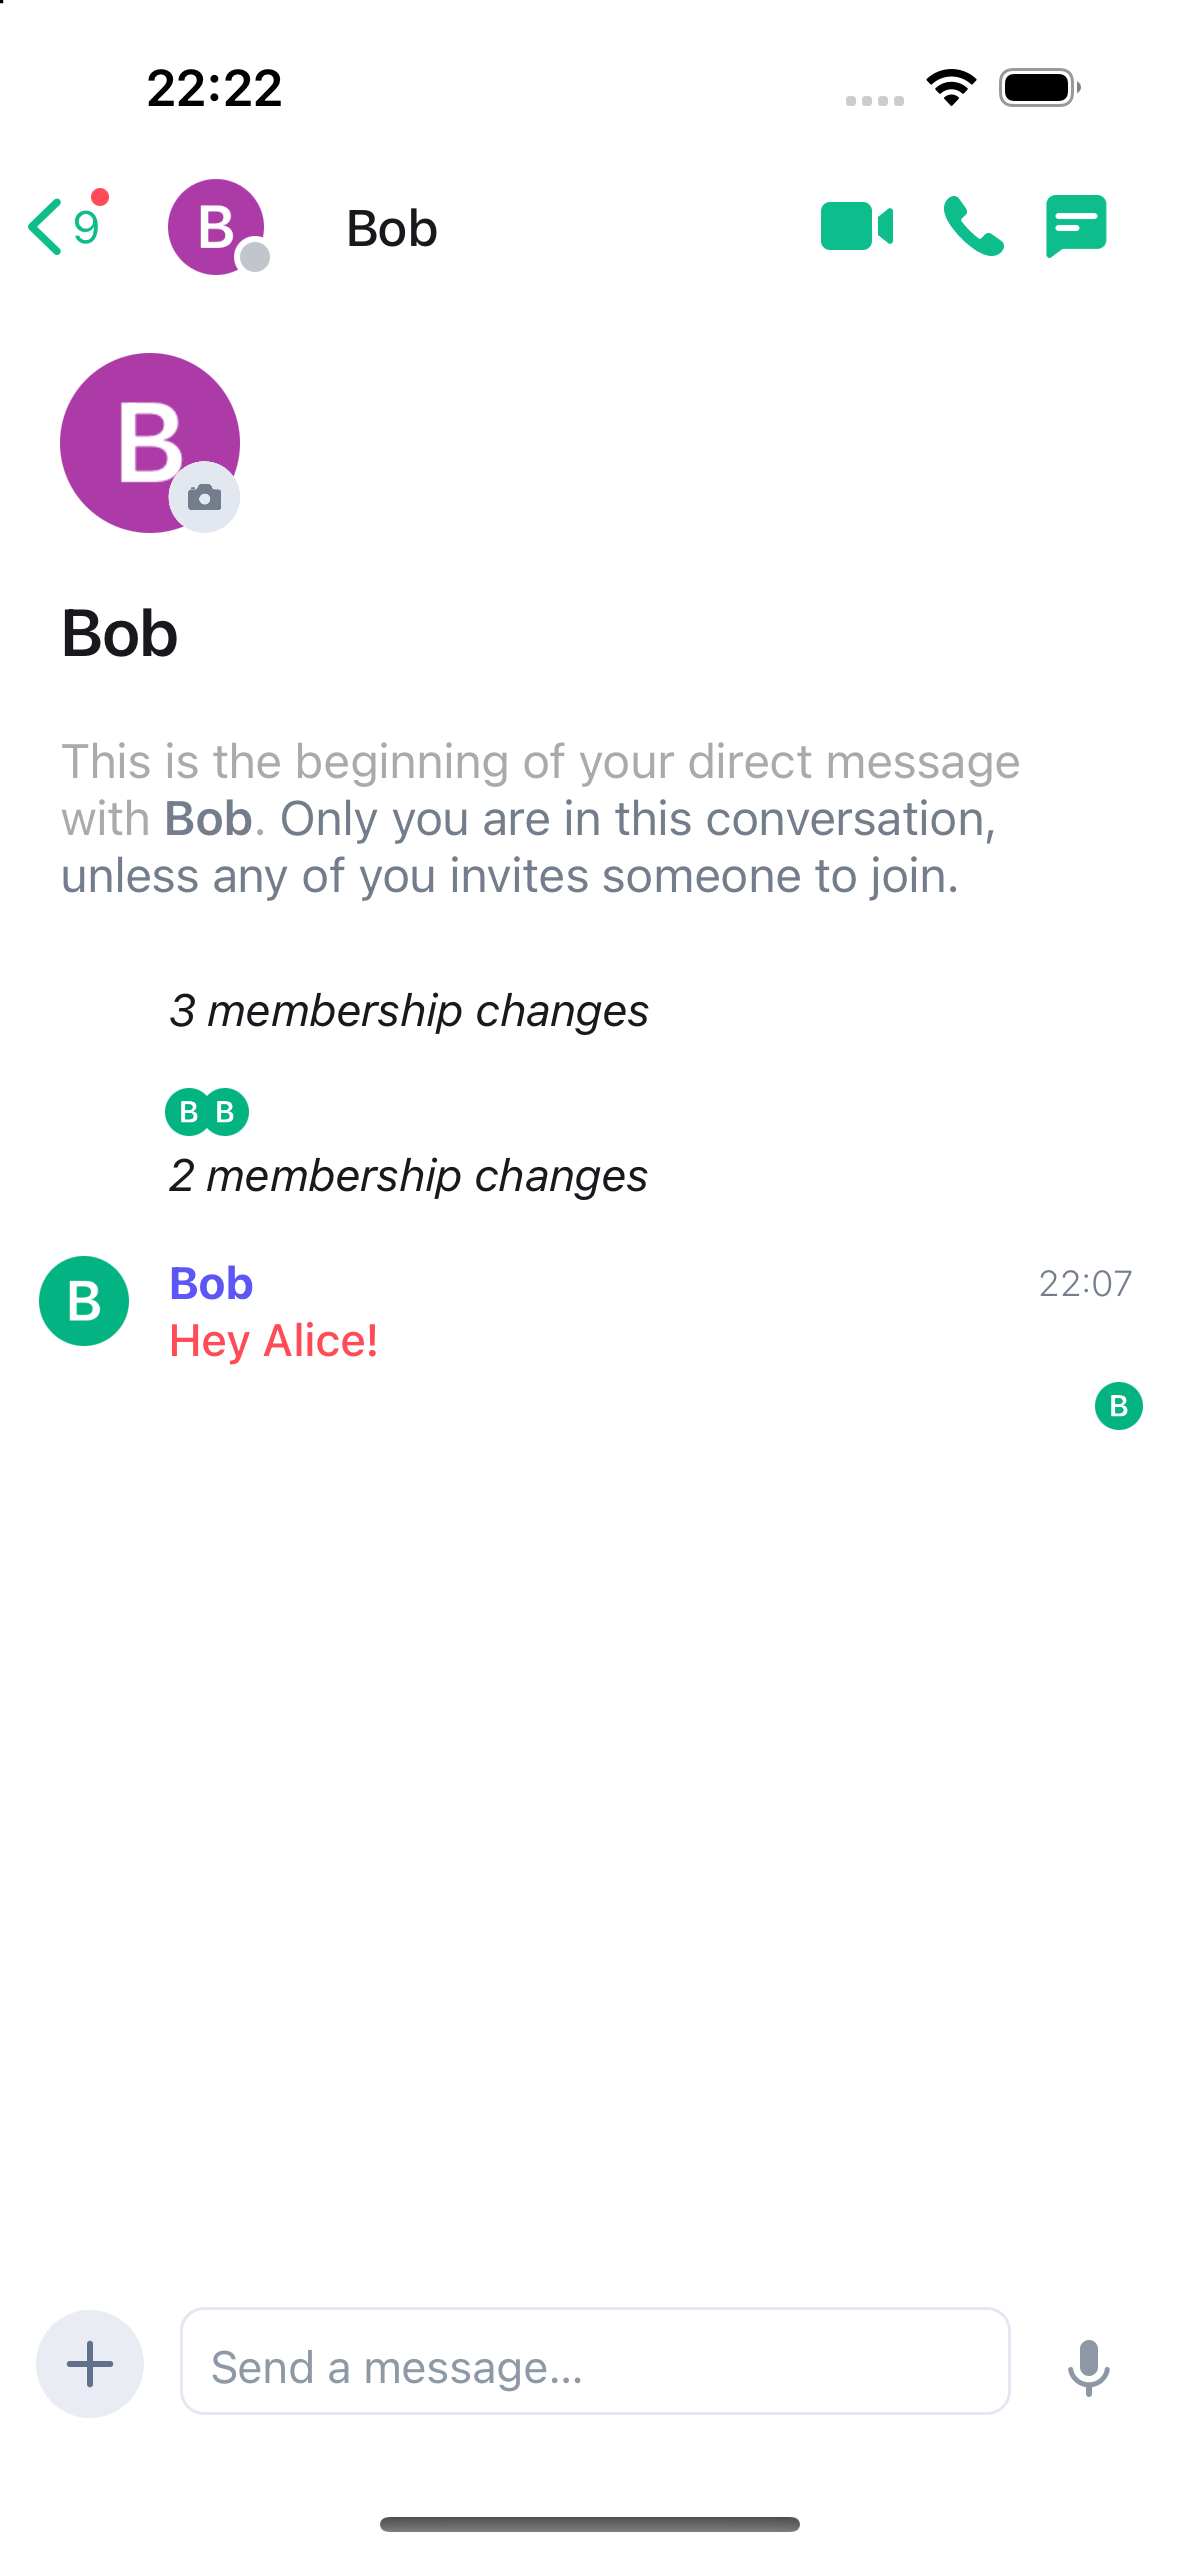 22:22
9
B
Bob
B
Bob
This is the beginning of your direct message
with Bob. Only you are in this conversation,
unless any of you invites someone to join.
3 membership changes
B B
2 membership changes
B
Bob
22:07
Hey Alice!
B
Send a message...